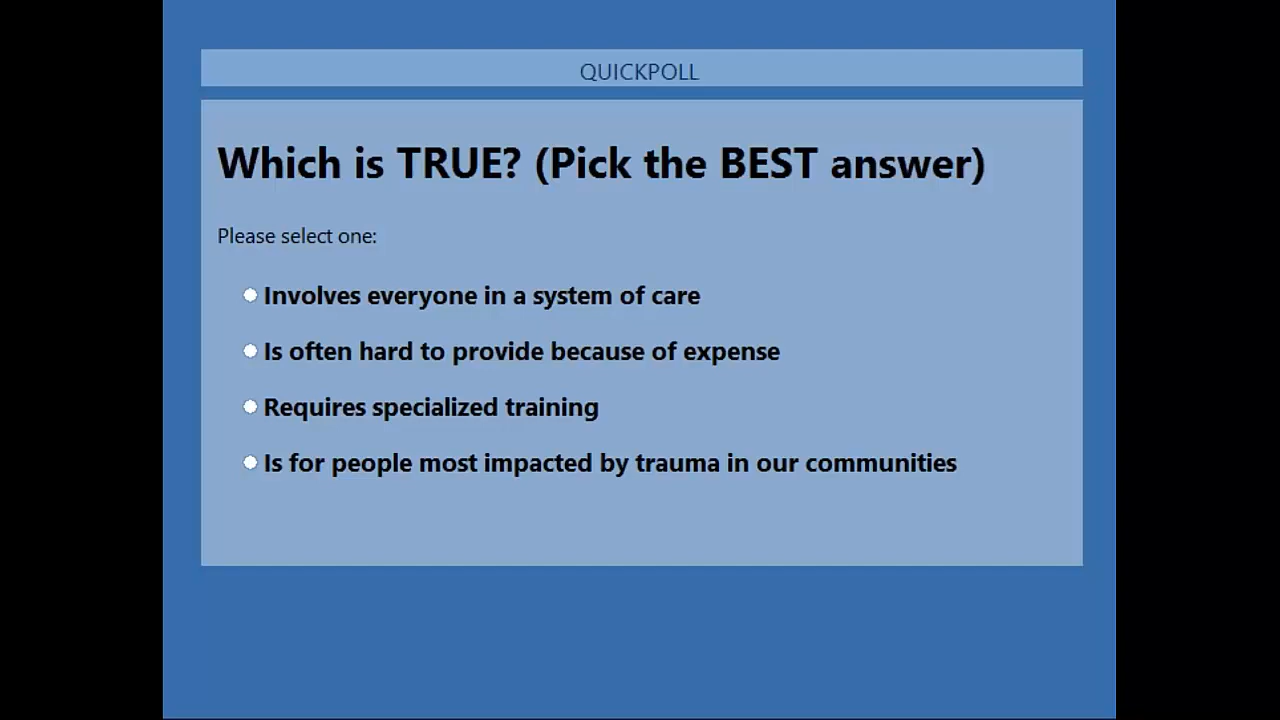 QUICKPOLL
Which is TRUE? (Pick the BEST answer)
Please select one:
Involves everyone in a system of care
Is often hard to provide because of expense
Requires specialized training
Is for people most impacted by trauma in our communities